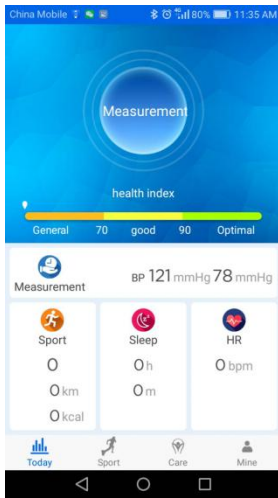 China Mobile 80% 11:35 AM
Measurement
health index
General 70 good 90 Optimal
Measurement BP 121 mmHg 78 mmHg
Sport Sleep HR
0 0 h 0 bpm
0 km 0 m
0 kcal
Today Sport Care Mine